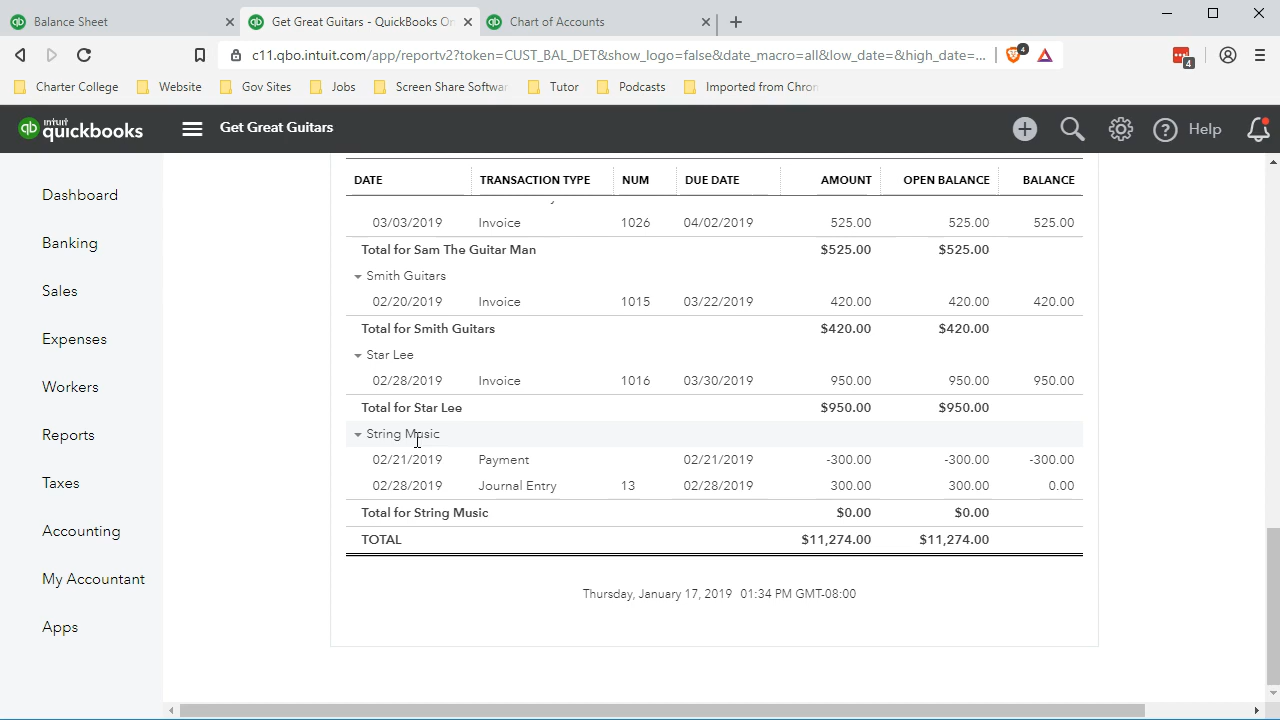 Balance Sheet
Get Great Guitars - QuickBooks On
Chart of Accounts
c11.qbo.intuit.com/app/reportv2?token=CUST_BAL_DET&show_logo=false&date_macro=all&low_date=&high_date=...
4
4
Charter College
Website
Gov Sites
Jobs
Screen Share Softwar
Tutor
Podcasts
Imported from Chron
qb intuit quickbooks
Get Great Guitars
Help
Dashboard
Banking
Sales
Expenses
Workers
Reports
Taxes
Accounting
My Accountant
Apps
DATE TRANSACTION TYPE NUM DUE DATE AMOUNT OPEN BALANCE BALANCE
03/03/2019 Invoice 1026 04/02/2019 525.00 525.00 525.00
Total for Sam The Guitar Man $525.00 $525.00
Smith Guitars
02/20/2019 Invoice 1015 03/22/2019 420.00 420.00 420.00
Total for Smith Guitars $420.00 $420.00
Star Lee
02/28/2019 Invoice 1016 03/30/2019 950.00 950.00 950.00
Total for Star Lee $950.00 $950.00
String Music
02/21/2019 Payment 02/21/2019 -300.00 -300.00 -300.00
02/28/2019 Journal Entry 13 02/28/2019 300.00 300.00 0.00
Total for String Music $0.00 $0.00
TOTAL $11,274.00 $11,274.00
Thursday, January 17, 2019 01:34 PM GMT-08:00